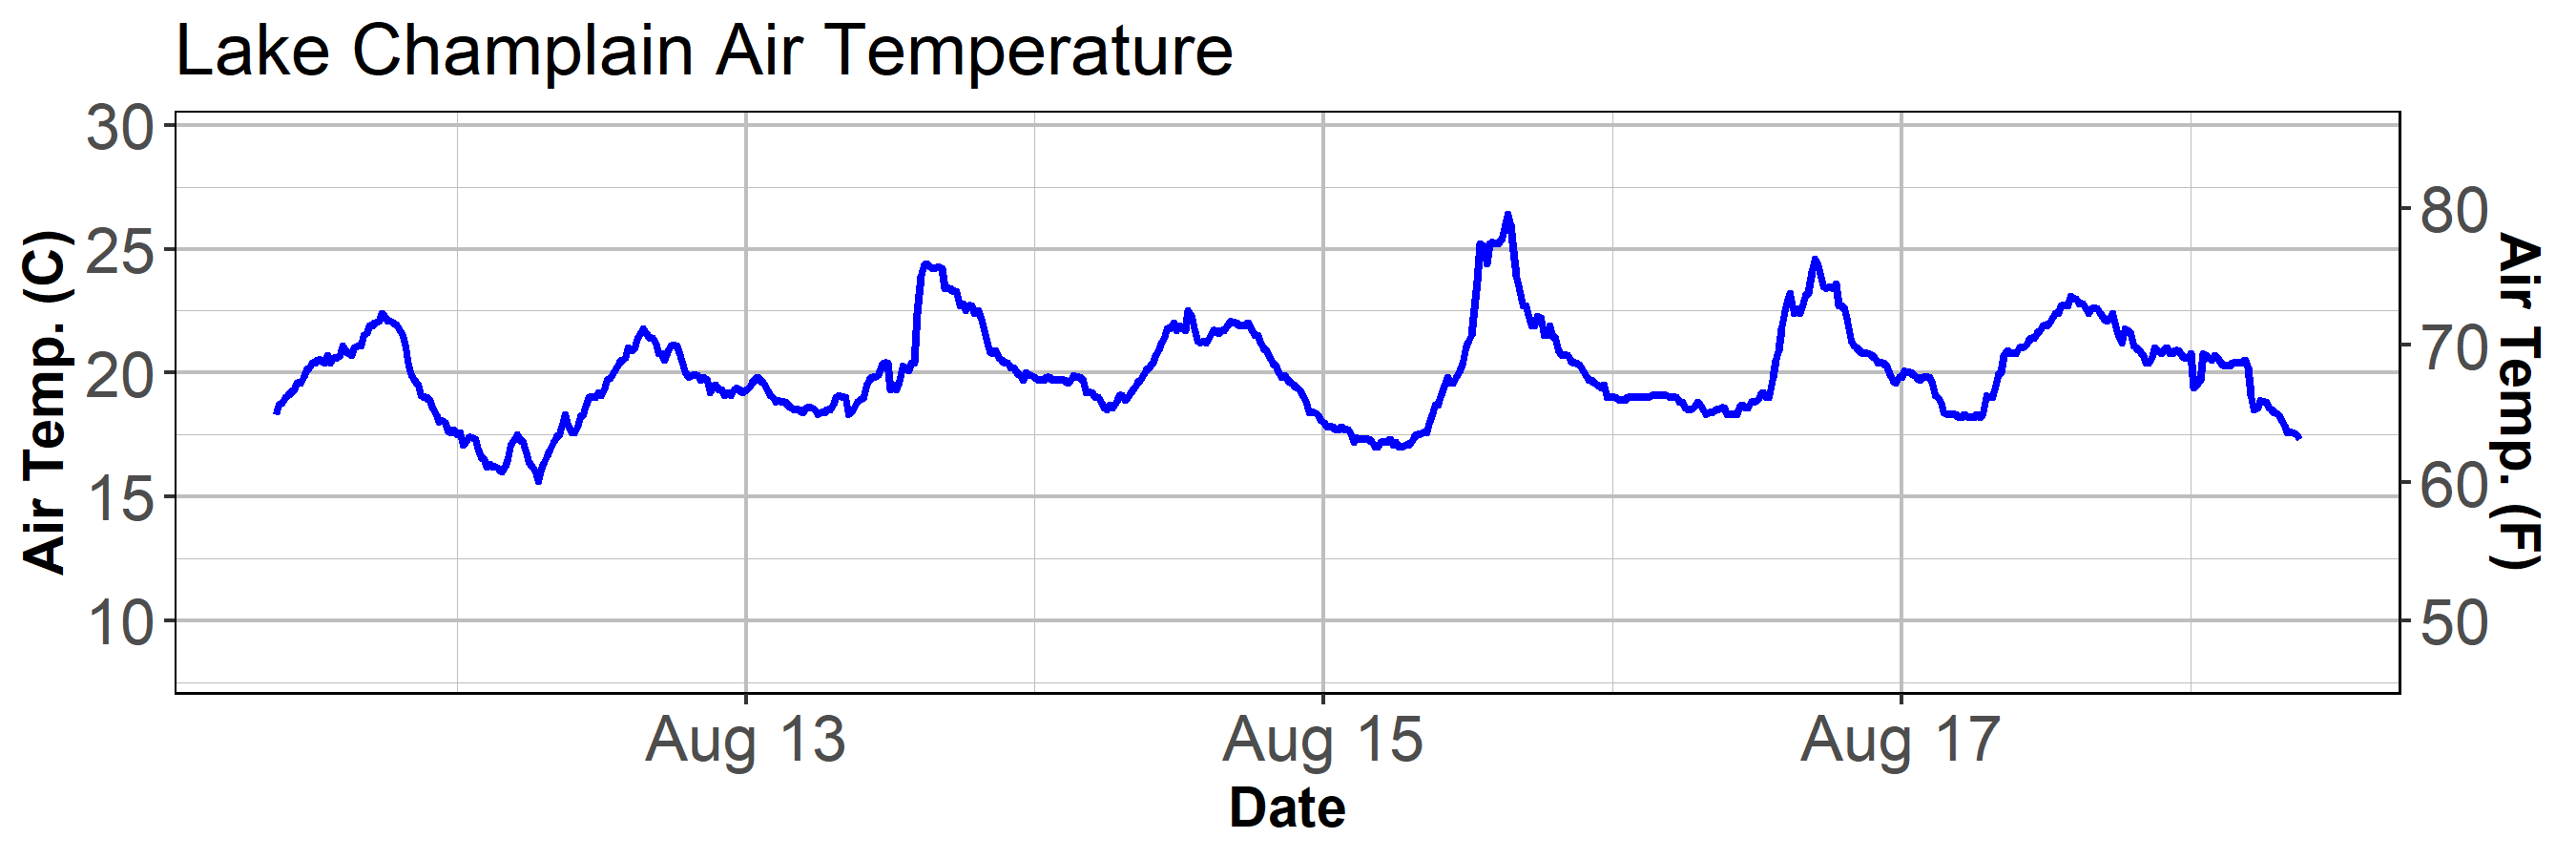 Lake Champlain Air Temperature
30
25
20
15
10
Air Temp. (C)
80
70
60
50
Air Temp. (F)
Aug 13
Aug 15
Aug 17
Date